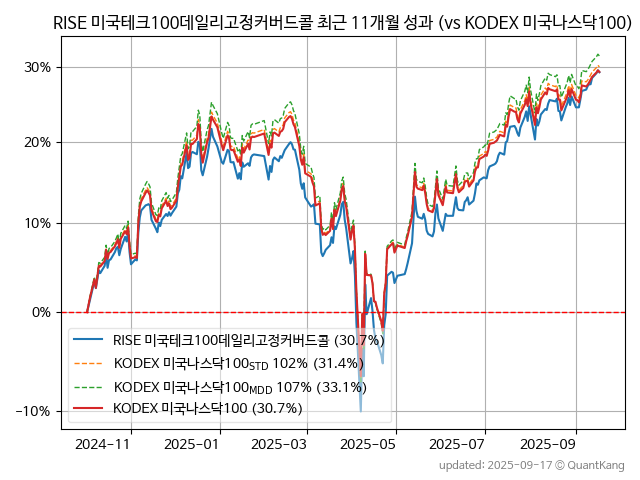 RISE 미국테크100데일리고정커버드콜 최근 11개월 성과 (vs KODEX 미국나스닥100)
30%
20%
10%
0%
−10%
RISE 미국테크100데일리고정커버드콜 (30.7%)
KODEX 미국나스닥100STD 102% (31.4%)
KODEX 미국나스닥100MDD 107% (33.1%)
KODEX 미국나스닥100 (30.7%)
2024-11 2025-01 2025-03 2025-05 2025-07 2025-09
updated: 2025-09-17 ⓒ QuantKang